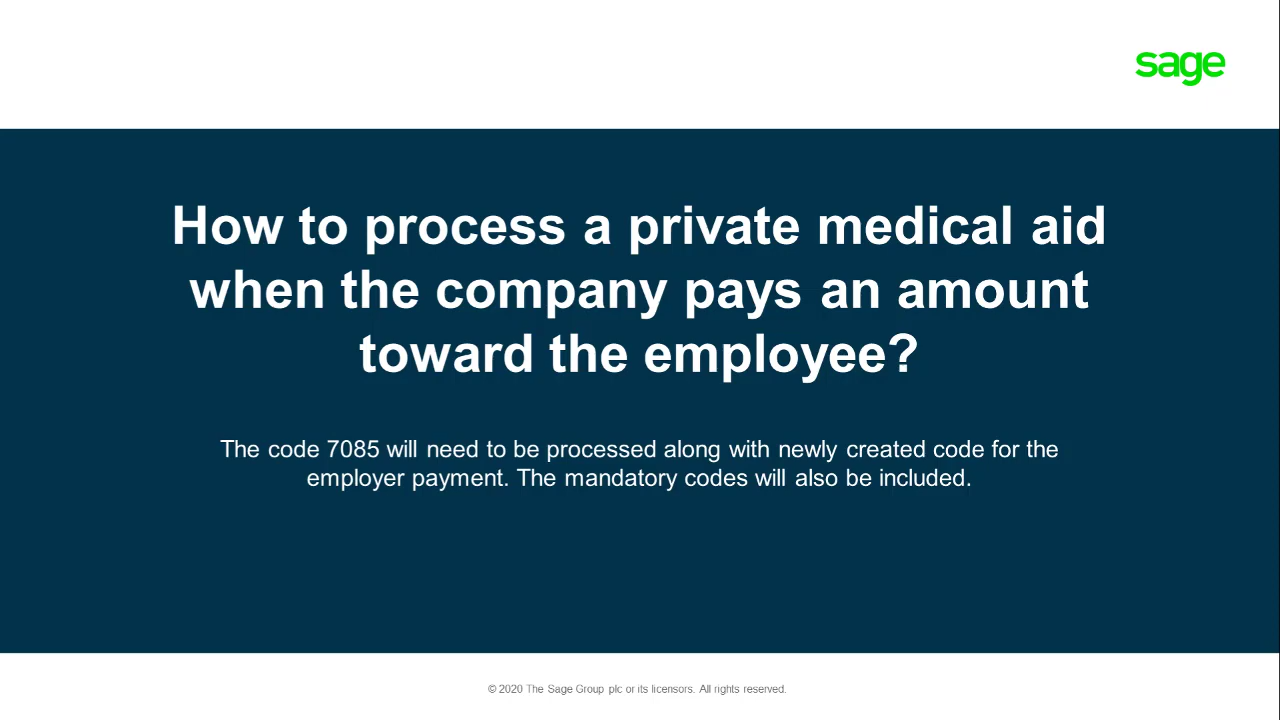 sage
How to process a private medical aid
when the company pays an amount
toward the employee?
The code 7085 will need to be processed along with newly created code for the
employer payment. The mandatory codes will also be included.
© 2020 The Sage Group plc or its licensors. All rights reserved.